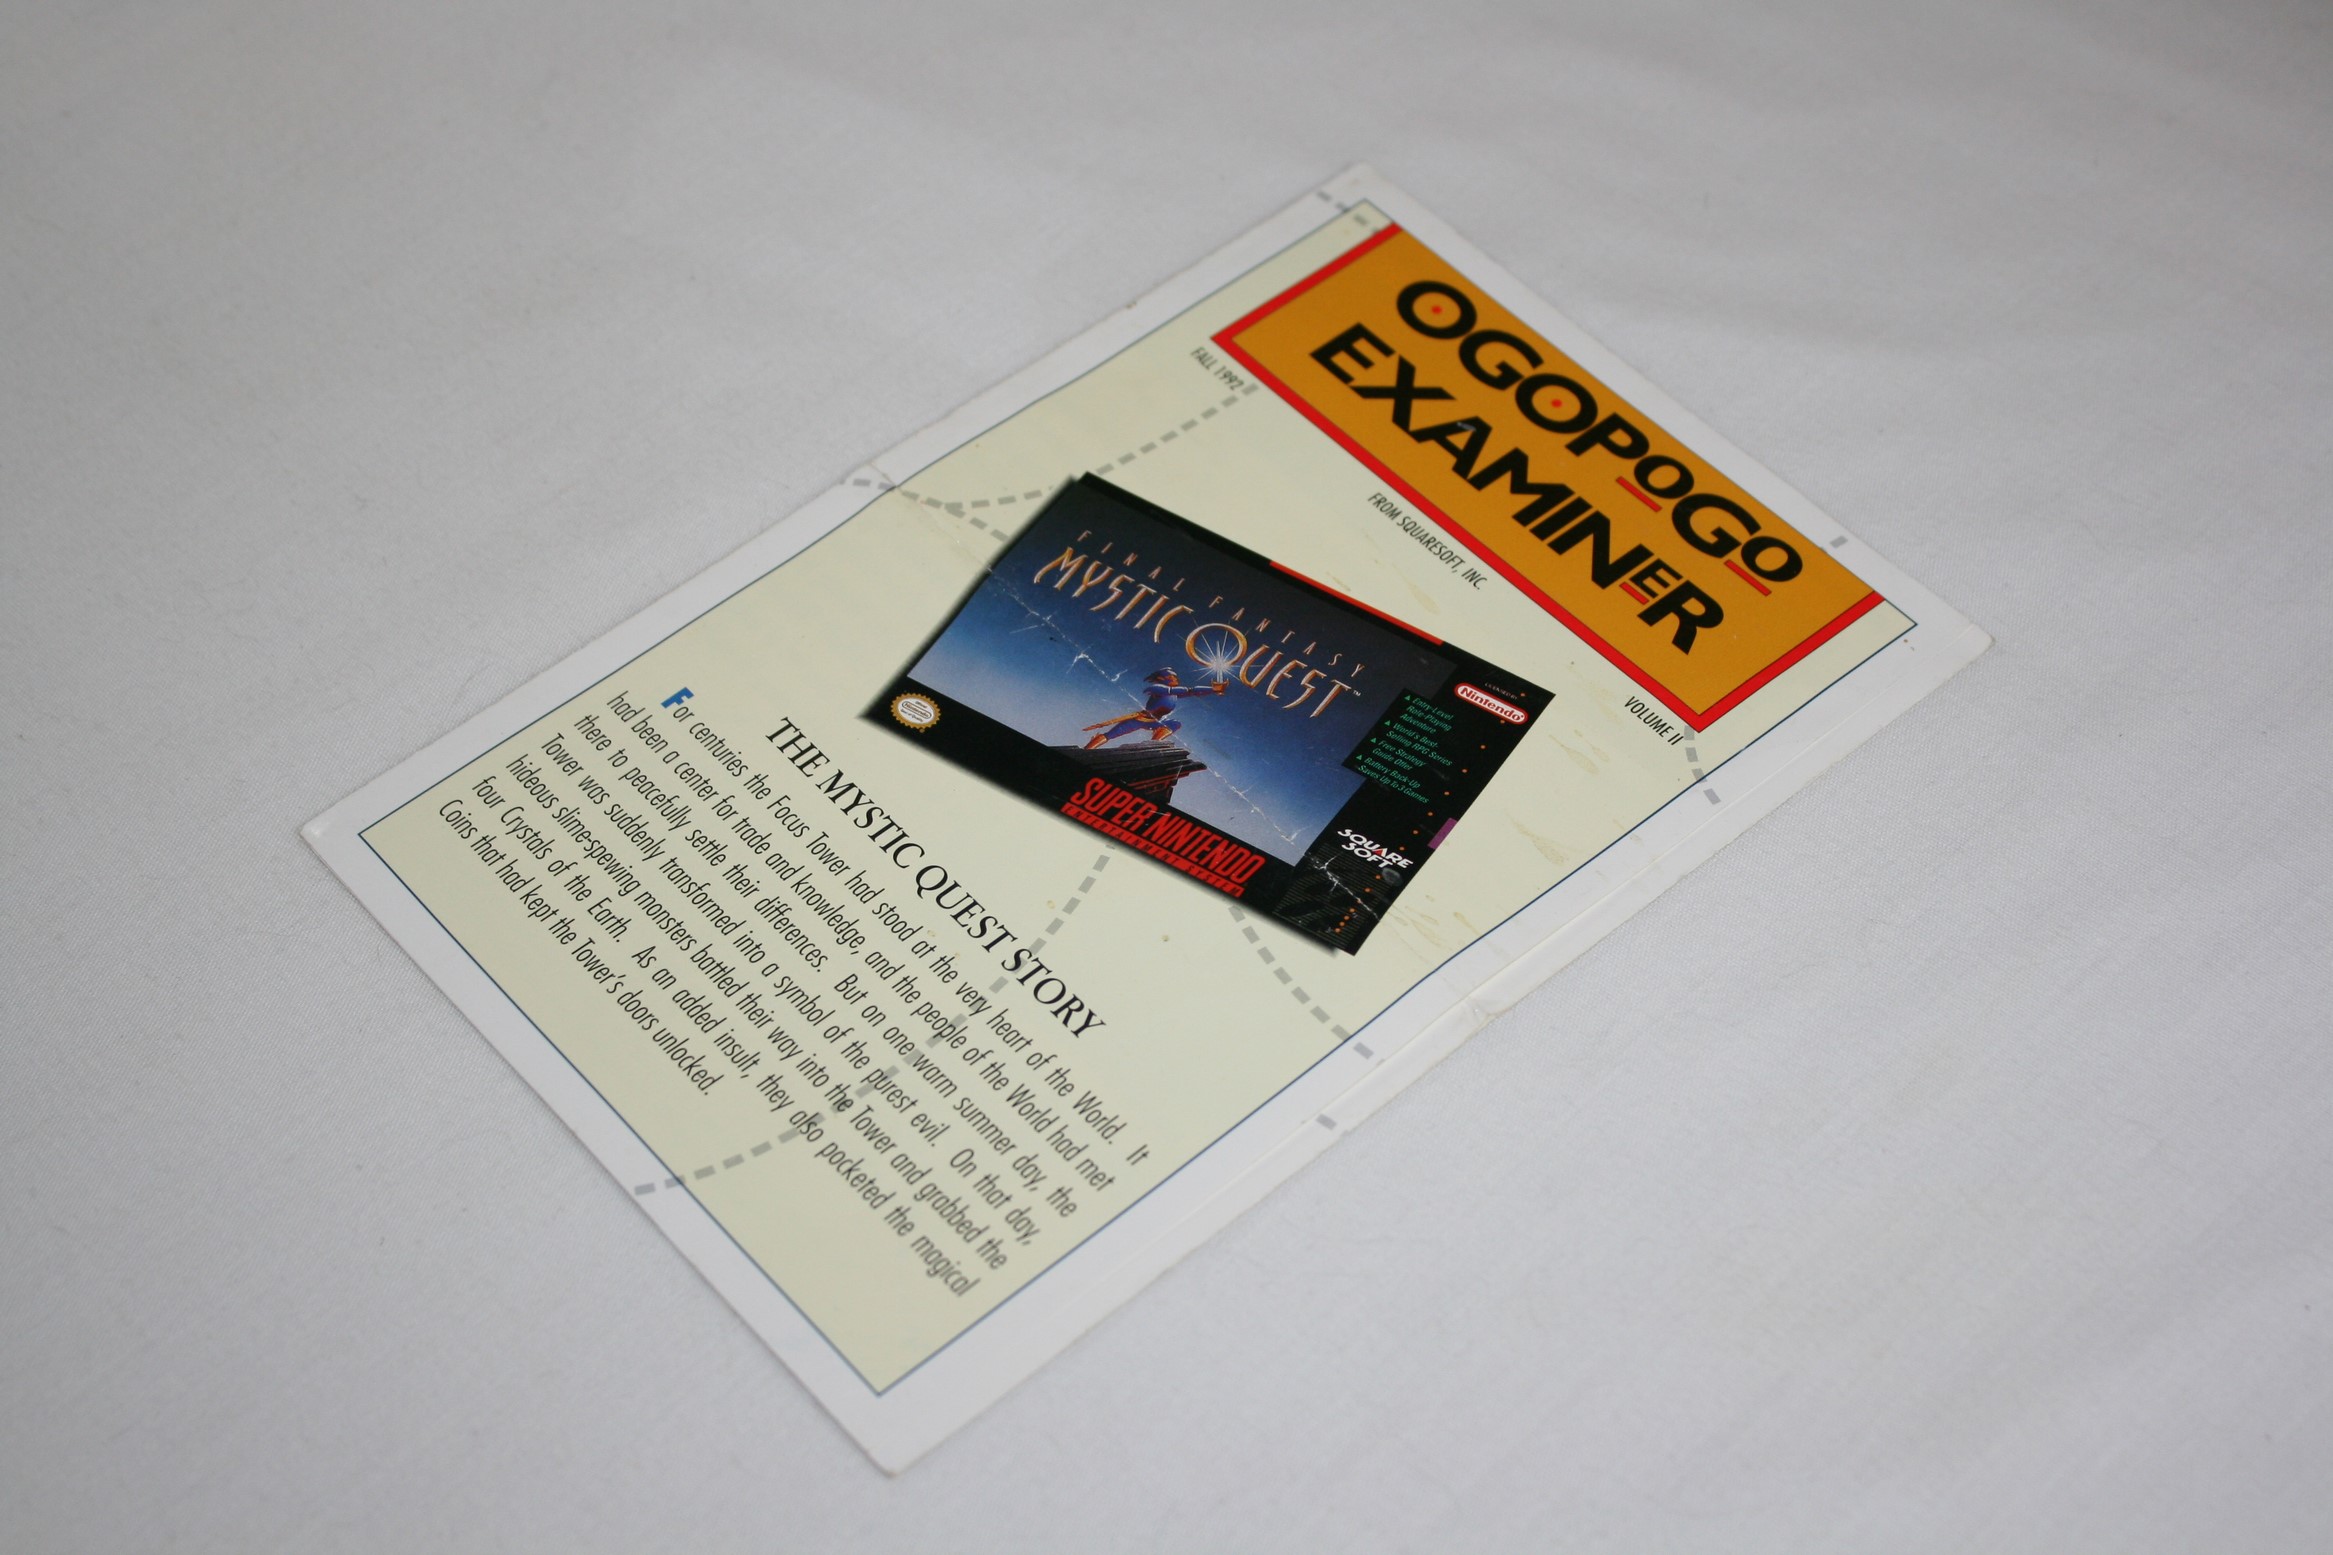 OGOPOGO
EXAMINER
FALL 1992
FROM SQUARESOFT, INC.
VOLUME II
FINAL FANTASY
MYSTIC QUEST™
LICENSED BY
Nintendo®
Entry-Level
Role-Playing
Adventure
World's Best-
Selling RPG Series
Free Strategy
Guide Offer
Battery Back-Up
Saves Up To 3 Games
SQUARE
SOFT
SUPER NINTENDO
ENTERTAINMENT SYSTEM
THE MYSTIC QUEST STORY
For centuries the Focus Tower had stood at the very heart of the World. It
had been a center for trade and knowledge, and the people of the World had met
there to peacefully settle their differences. But on one warm summer day, the
Tower was suddenly transformed into a symbol of the purest evil. On that day,
hideous slime-spewing monsters battled their way into the Tower and grabbed the
four Crystals of the Earth. As an added insult, they also pocketed the magical
Coins that had kept the Tower's doors unlocked.